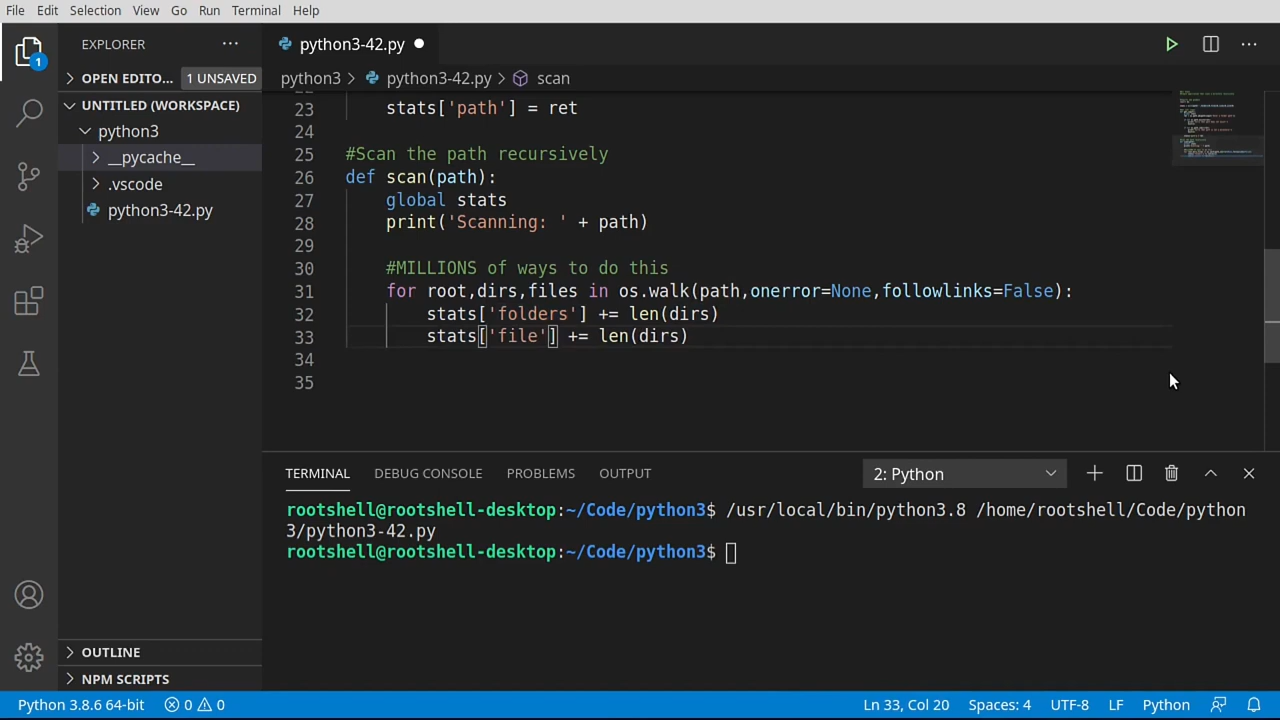 File Edit Selection View Go Run Terminal Help
EXPLORER ...
python3-42.py
1
OPEN EDITO... 1 UNSAVED
python3 > python3-42.py > scan
UNTITLED (WORKSPACE)
python3
__pycache__
.vscode
python3-42.py
23 stats['path'] = ret
24
25 #Scan the path recursively
26 def scan(path):
27 global stats
28 print('Scanning: ' + path)
29
30 #MILLIONS of ways to do this
31 for root,dirs,files in os.walk(path,onerror=None,followlinks=False):
32 stats['folders'] += len(dirs)
33 stats['file'] += len(dirs)
34
35
TERMINAL DEBUG CONSOLE PROBLEMS OUTPUT 2: Python
rootshell@rootshell-desktop:~/Code/python3$ /usr/local/bin/python3.8 /home/rootshell/Code/python
3/python3-42.py
rootshell@rootshell-desktop:~/Code/python3$
OUTLINE
NPM SCRIPTS
Python 3.8.6 64-bit 0 0 Ln 33, Col 20 Spaces: 4 UTF-8 LF Python